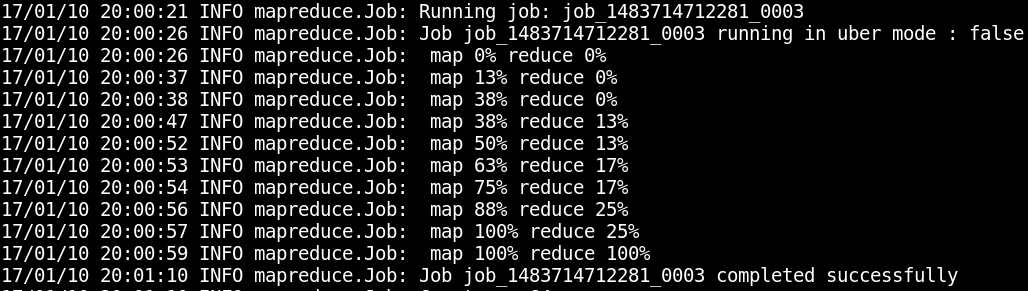 17/01/10 20:00:21 INFO mapreduce.Job: Running job: job_1483714712281_0003
17/01/10 20:00:26 INFO mapreduce.Job: Job job_1483714712281_0003 running in uber mode : false
17/01/10 20:00:26 INFO mapreduce.Job:  map 0% reduce 0%
17/01/10 20:00:37 INFO mapreduce.Job:  map 13% reduce 0%
17/01/10 20:00:38 INFO mapreduce.Job:  map 38% reduce 0%
17/01/10 20:00:47 INFO mapreduce.Job:  map 38% reduce 13%
17/01/10 20:00:52 INFO mapreduce.Job:  map 50% reduce 13%
17/01/10 20:00:53 INFO mapreduce.Job:  map 63% reduce 17%
17/01/10 20:00:54 INFO mapreduce.Job:  map 75% reduce 17%
17/01/10 20:00:56 INFO mapreduce.Job:  map 88% reduce 25%
17/01/10 20:00:57 INFO mapreduce.Job:  map 100% reduce 25%
17/01/10 20:00:59 INFO mapreduce.Job:  map 100% reduce 100%
17/01/10 20:01:10 INFO mapreduce.Job: Job job_1483714712281_0003 completed successfully